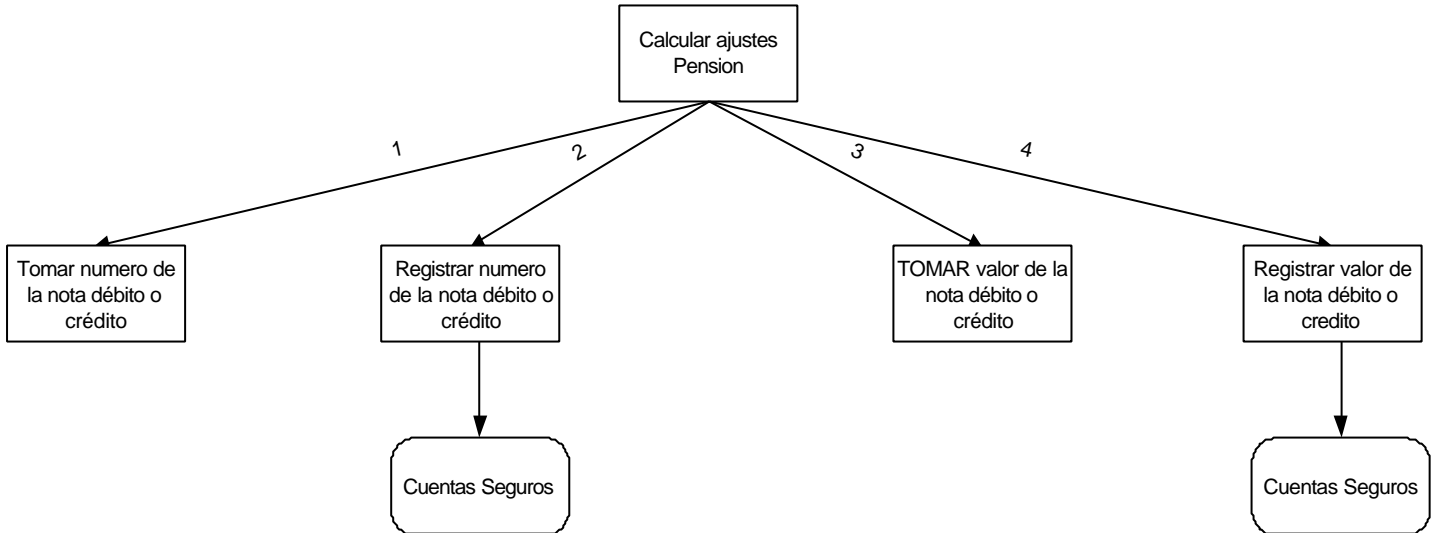 Calcular ajustes
Pension
1
2
3
4
Tomar numero de
la nota débito o
crédito
Registrar numero
de la nota débito o
crédito
TOMAR valor de la
nota débito o
crédito
Registrar valor de
la nota débito o
credito
Cuentas Seguros
Cuentas Seguros